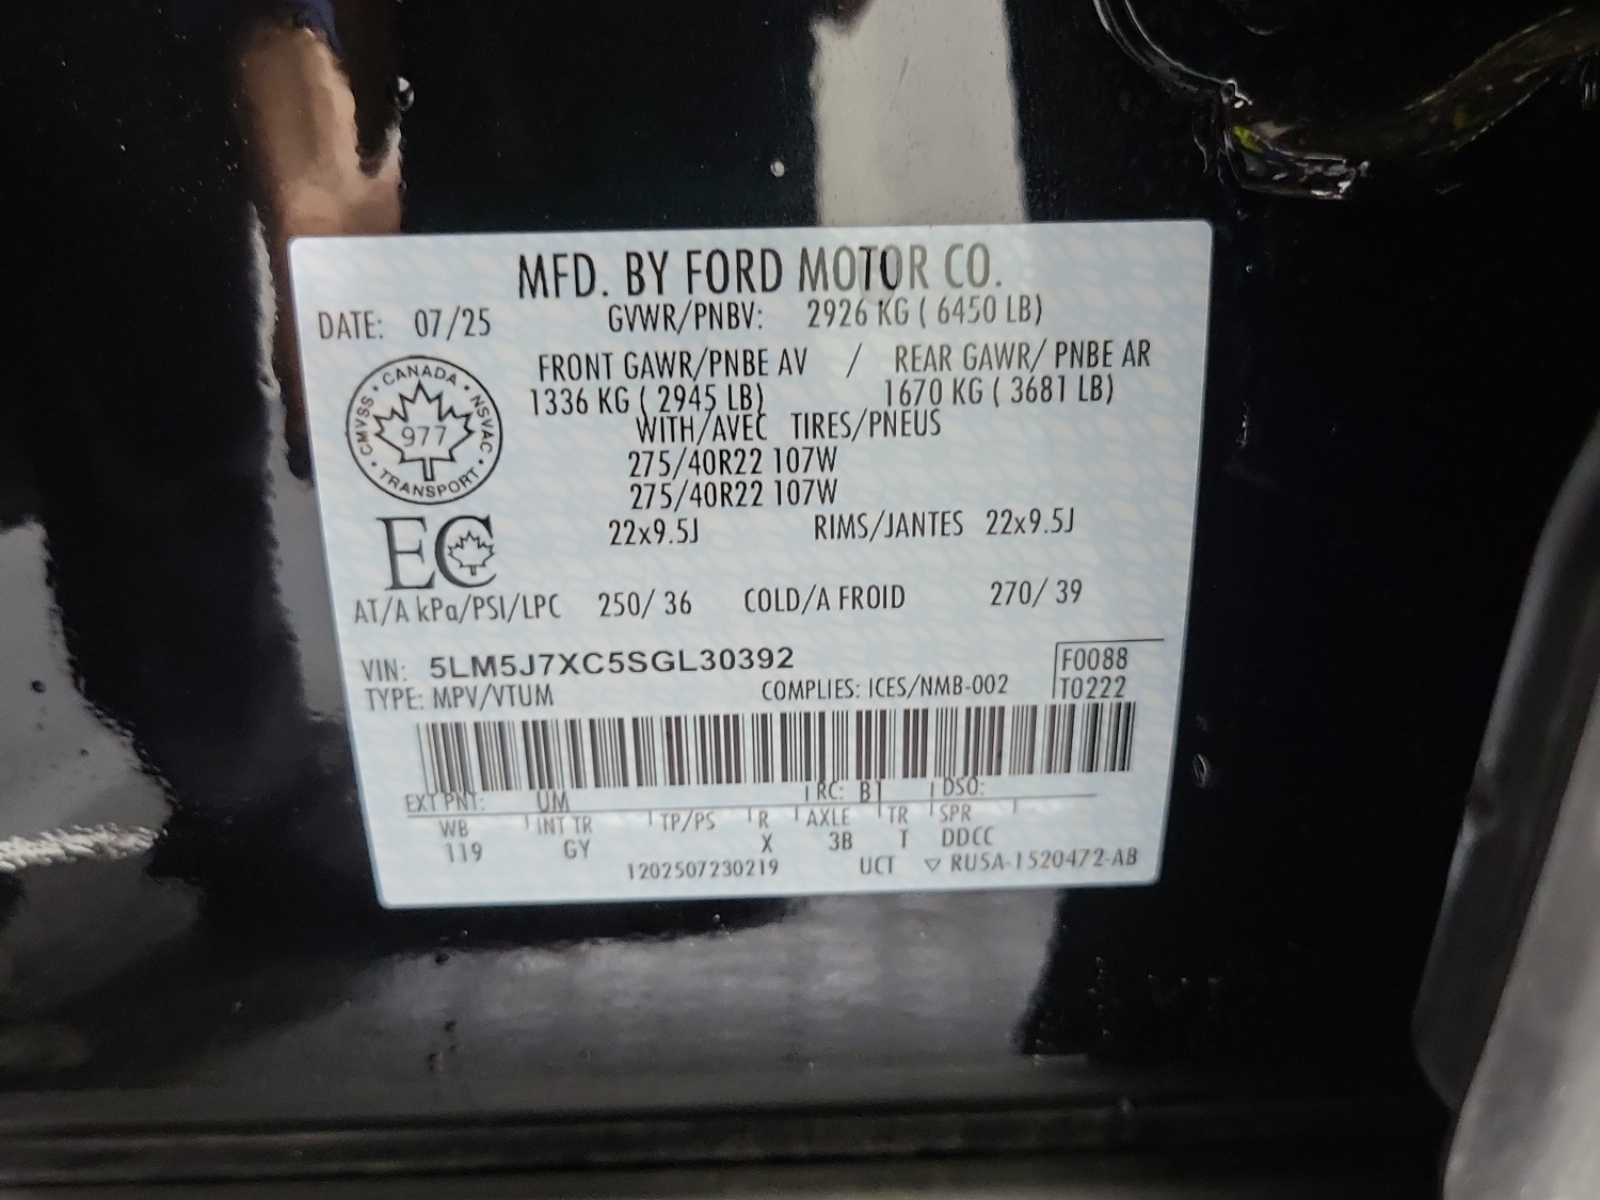 MFD. BY FORD MOTOR CO.
DATE: 07/25 GVWR/PNBV: 2926 KG ( 6450 LB)
FRONT GAWR/PNBE AV / REAR GAWR/ PNBE AR
1336 KG ( 2945 LB) 1670 KG ( 3681 LB)
WITH/AVEC TIRES/PNEUS
275/40R22 107W
275/40R22 107W
22x9.5J RIMS/JANTES 22x9.5J
CANADA
CMVSS 977 NSVAC
TRANSPORT
EC
AT/A kPa/PSI/LPC 250/ 36 COLD/A FROID 270/ 39
VIN: 5LM5J7XC5SGL30392 F0088
TYPE: MPV/VTUM COMPLIES: ICES/NMB-002 T0222
EXT PNT: UM RC: B1 DSO:
WB INT TR TP/PS R AXLE TR SPR
119 GY X 3B T DDCC
1202507230219 UCT ▽ RU5A-1520472-AB